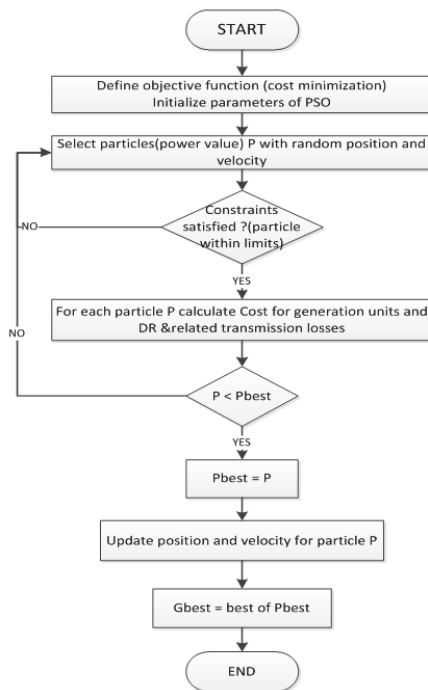 START
Define objective function (cost minimization)
Initialize parameters of PSO
Select particles(power value) P with random position and
velocity
Constraints
satisfied ?(particle
within limits)
NO
YES
For each particle P calculate Cost for generation units and
DR &related transmission losses
NO
P < Pbest
YES
Pbest = P
Update position and velocity for particle P
Gbest = best of Pbest
END